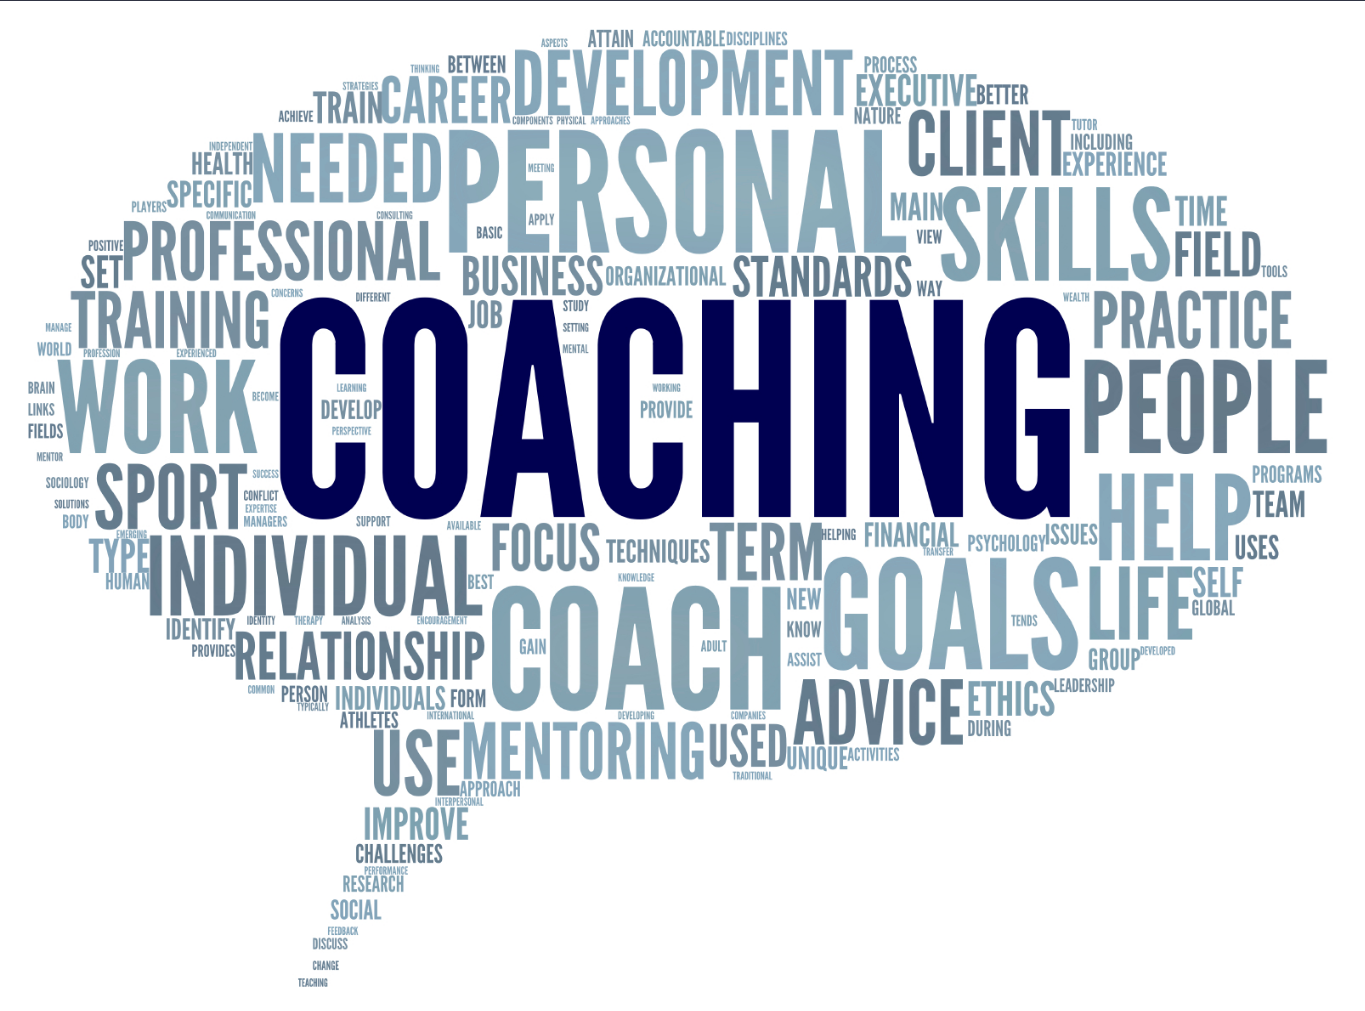 ASPECTS ATTAIN ACCOUNTABLE DISCIPLINES
THINKING BETWEEN DEVELOPMENT PROCESS
STRATEGIES CAREER EXECUTIVE BETTER
ACHIEVE TRAIN COMPONENTS PHYSICAL APPROACHES NATURE
CLIENT TUTOR
INDEPENDENT NEEDED PERSONAL INCLUDING
HEALTH MEETING EXPERIENCE
SPECIFIC MAIN SKILLS TIME
PLAYERS COMMUNICATION CONSULTING APPLY
POSITIVE PROFESSIONAL BASIC VIEW FIELD
SET BUSINESS ORGANIZATIONAL STANDARDS WAY TOOLS
TRAINING CONCERNS DIFFERENT JOB STUDY WEALTH PRACTICE
MANAGE SETTING
WORLD PROFESSION EXPERIENCED MENTAL
COACHING
BRAIN WORK BECOME LEARNING WORKING PEOPLE
LINKS DEVELOP PROVIDE
FIELDS PERSPECTIVE
MENTOR
SOCIOLOGY SPORT SUCCESS HELP PROGRAMS
SOLUTIONS CONFLICT TEAM
EXPERTISE
BODY MANAGERS SUPPORT AVAILABLE
EMERGING FOCUS TERM HELPING FINANCIAL ISSUES
TYPE INDIVIDUAL TECHNIQUES TRANSFER PSYCHOLOGY USES
HUMAN BEST KNOWLEDGE GOALS LIFE SELF
COACH NEW GLOBAL
IDENTIFY IDENTITY THERAPY ANALYSIS ENCOURAGEMENT KNOW TENDS
PROVIDES RELATIONSHIP GAIN ADULT ASSIST GROUP DEVELOPED
COMMON PERSON INDIVIDUALS FORM ADVICE ETHICS LEADERSHIP
TYPICALLY
ATHLETES INTERNATIONAL DEVELOPING COMPANIES DURING
USE MENTORING USED UNIQUE ACTIVITIES
TRADITIONAL
APPROACH
INTERPERSONAL
IMPROVE
CHALLENGES
PERFORMANCE
RESEARCH
SOCIAL
FEEDBACK
DISCUSS
CHANGE
TEACHING